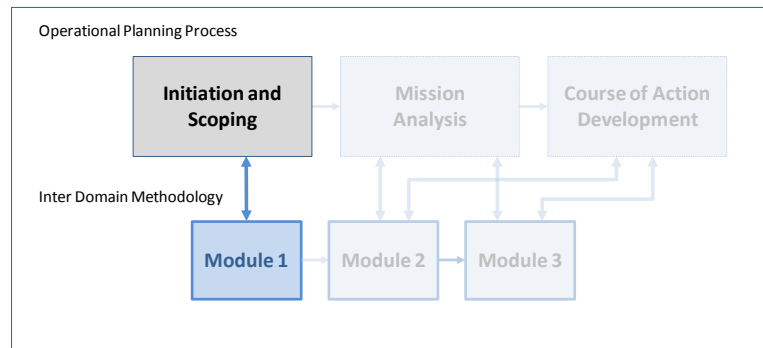 Operational Planning Process
Initiation and
Scoping
Mission
Analysis
Course of Action
Development
Inter Domain Methodology
Module 1
Module 2
Module 3